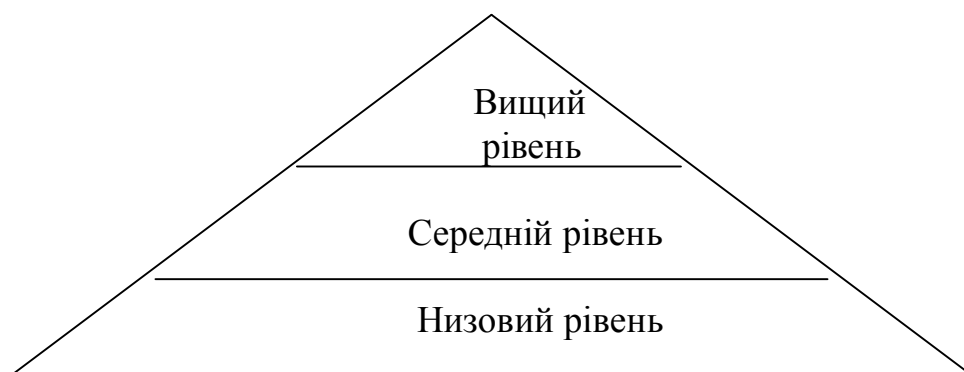 Вищий
рівень
Середній рівень
Низовий рівень